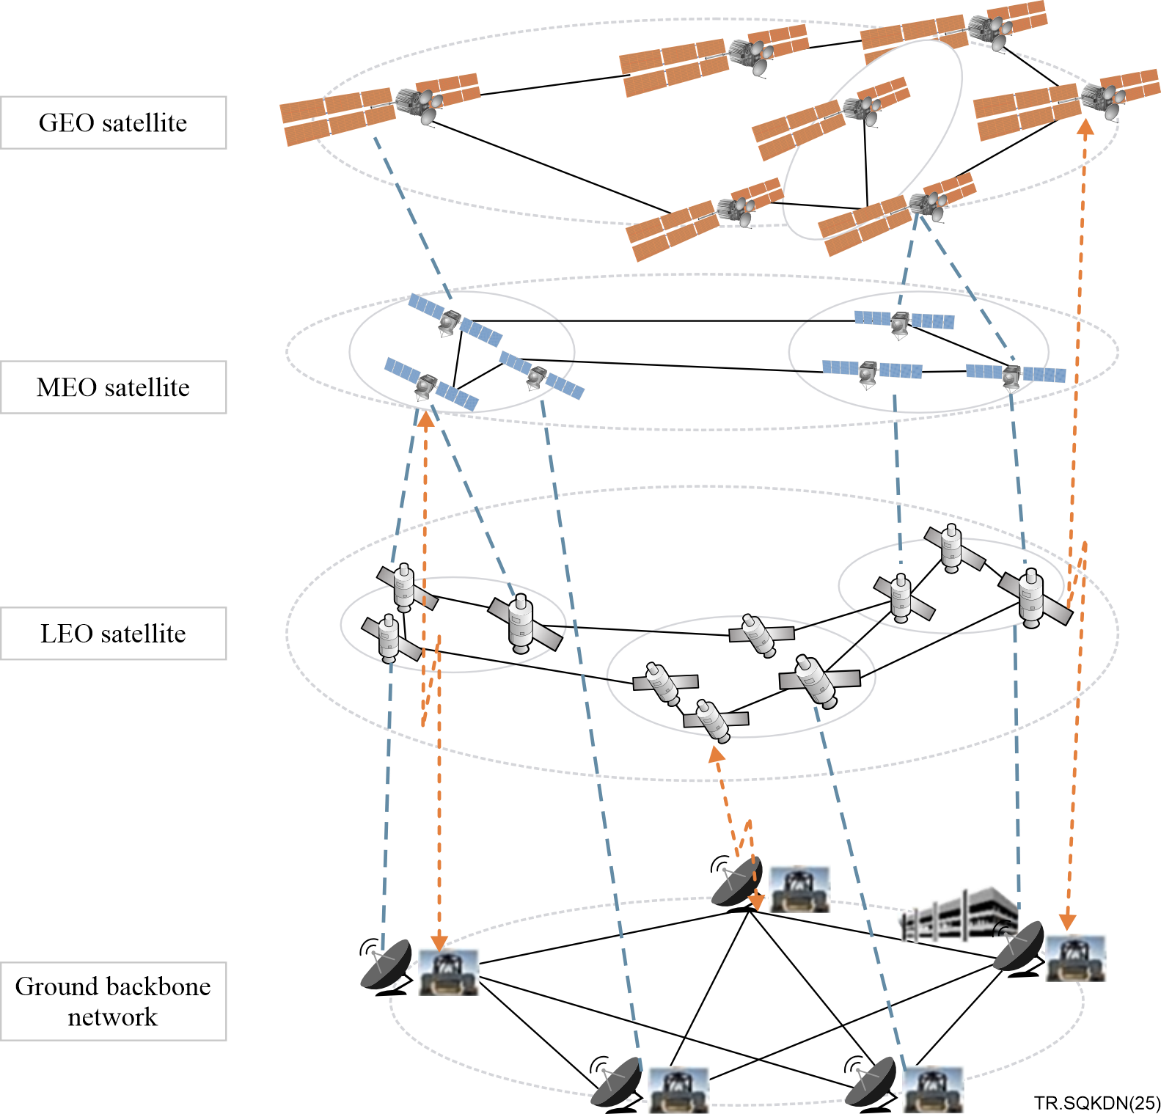 GEO satellite
MEO satellite
LEO satellite
Ground backbone
network
TR.SQKDN(25)